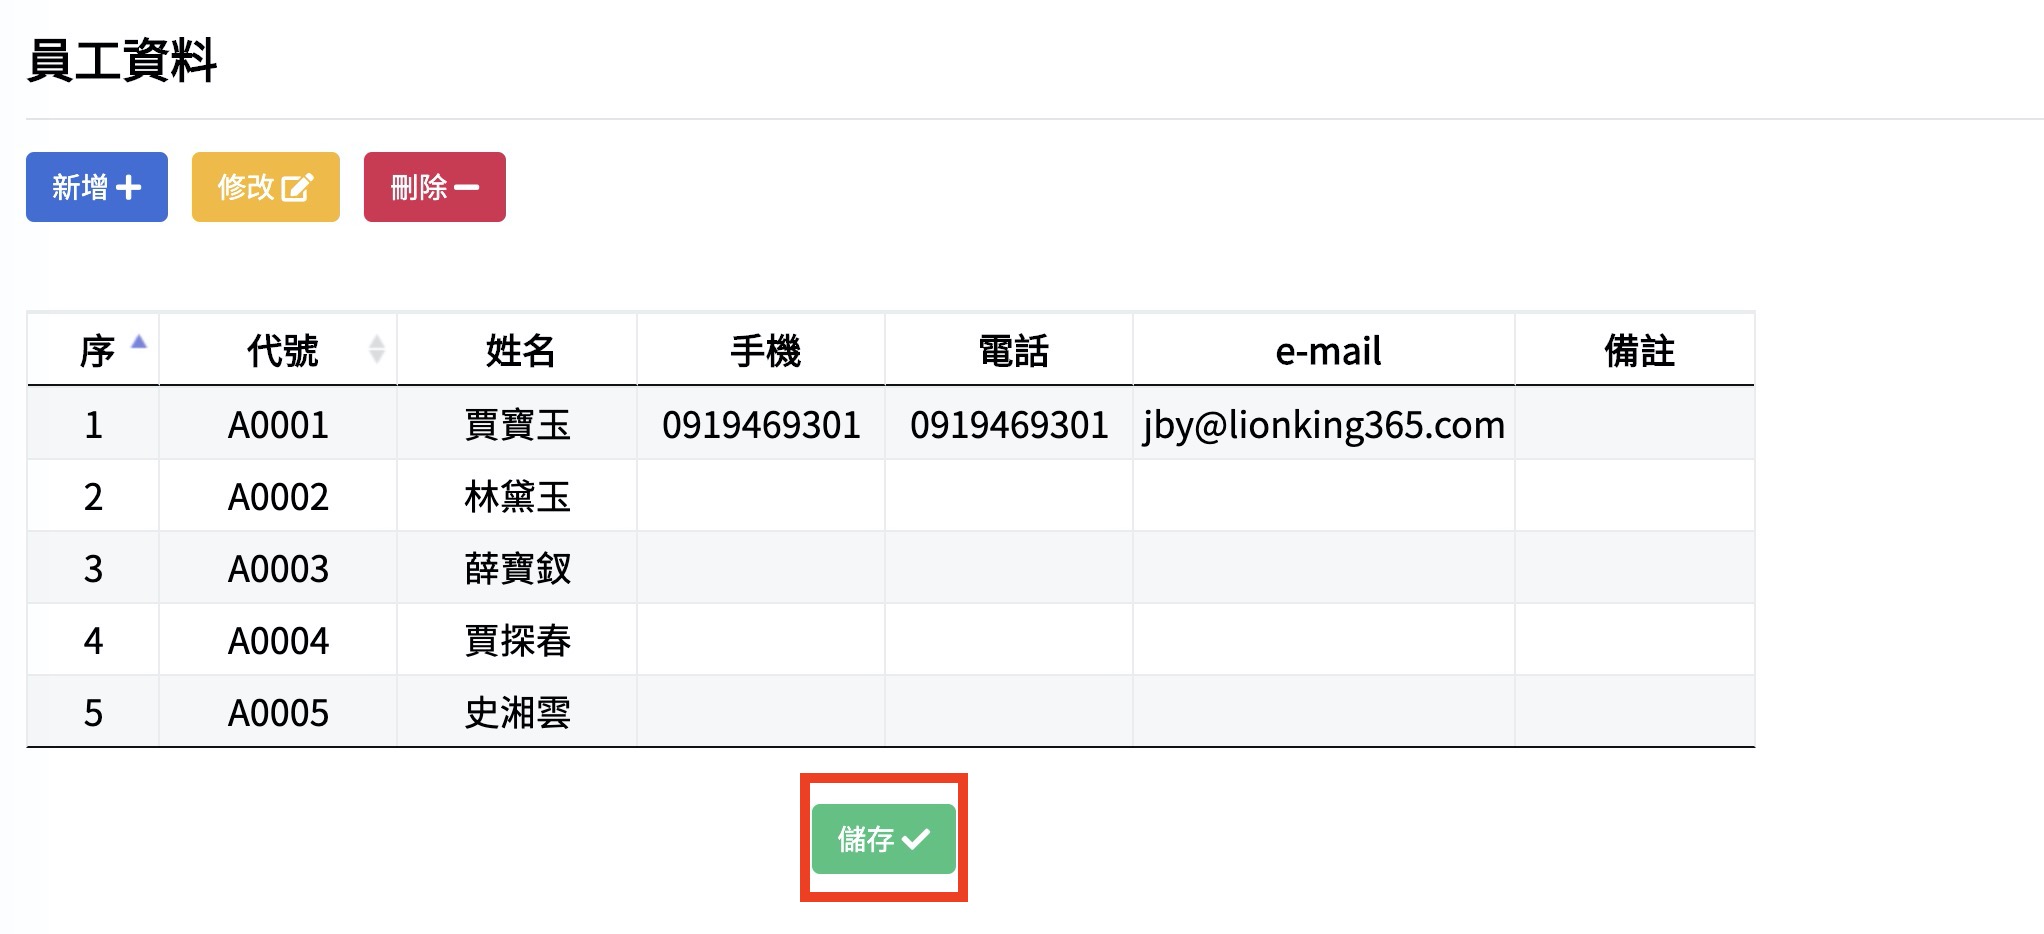 員工資料
新增 修改 刪除
序 代號 姓名 手機 電話 e-mail 備註
1 A0001 賈寶玉 0919469301 0919469301 jby@lionking365.com
2 A0002 林黛玉
3 A0003 薛寶釵
4 A0004 賈探春
5 A0005 史湘雲
儲存